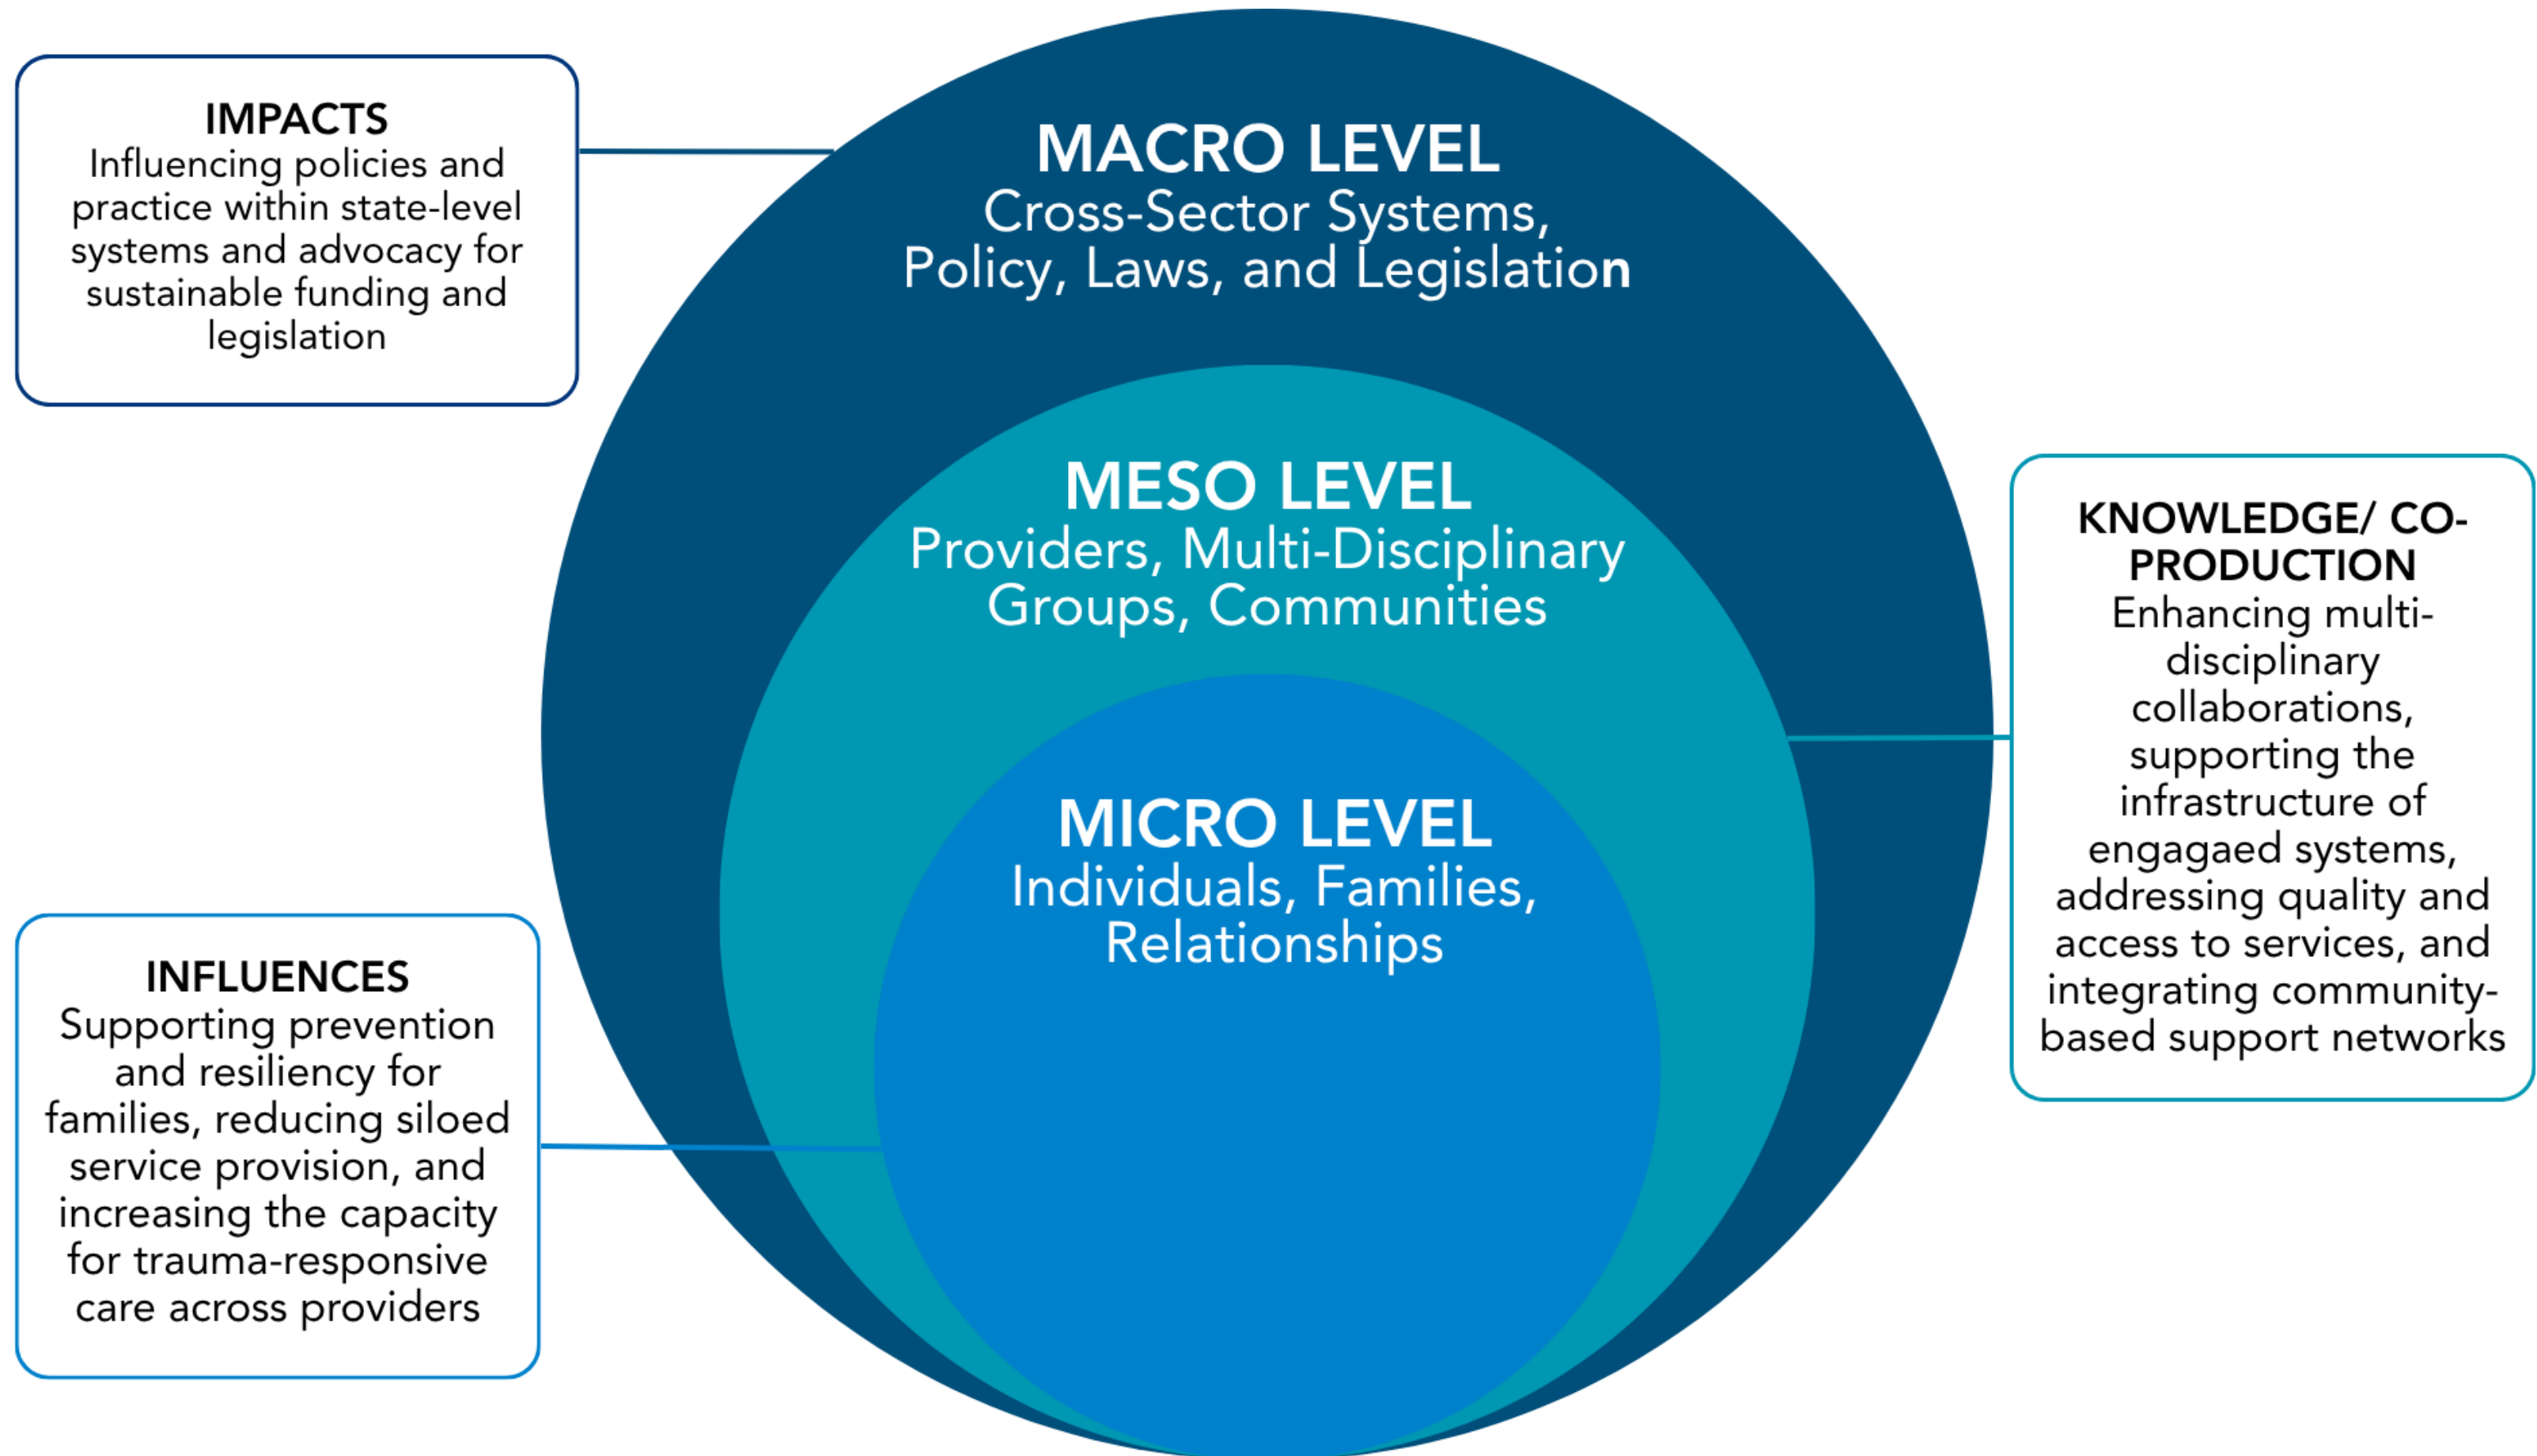 IMPACTS
Influencing policies and
practice within state-level
systems and advocacy for
sustainable funding and
legislation
MACRO LEVEL
Cross-Sector Systems,
Policy, Laws, and Legislation
MESO LEVEL
Providers, Multi-Disciplinary
Groups, Communities
KNOWLEDGE/ CO-
PRODUCTION
Enhancing multi-
disciplinary
collaborations,
supporting the
infrastructure of
engagaed systems,
addressing quality and
access to services, and
integrating community-
based support networks
MICRO LEVEL
Individuals, Families,
Relationships
INFLUENCES
Supporting prevention
and resiliency for
families, reducing siloed
service provision, and
increasing the capacity
for trauma-responsive
care across providers